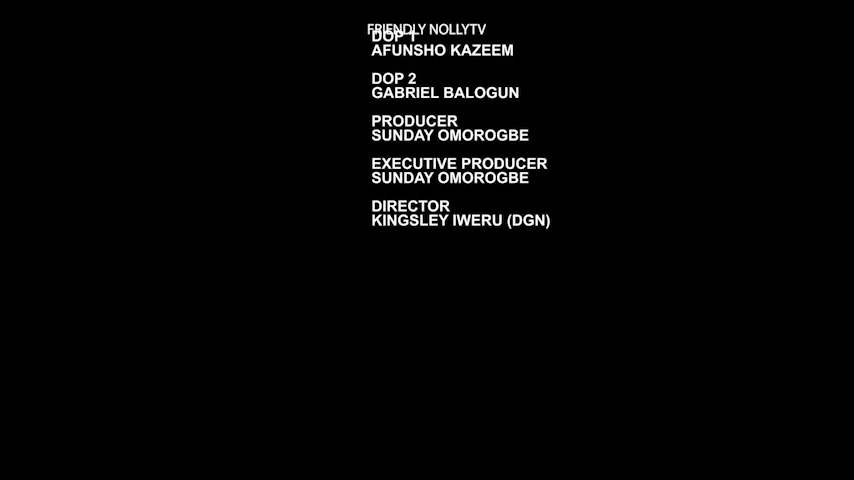 FRIENDLY NOLLYTV
DOP 1
AFUNSHO KAZEEM
DOP 2
GABRIEL BALOGUN
PRODUCER
SUNDAY OMOROGBE
EXECUTIVE PRODUCER
SUNDAY OMOROGBE
DIRECTOR
KINGSLEY IWERU (DGN)